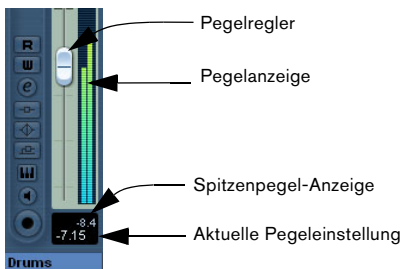 Pegelregler
R
W
e
Pegelanzeige
Spitzenpegel-Anzeige
-8.4
-7.15
Aktuelle Pegeleinstellung
Drums